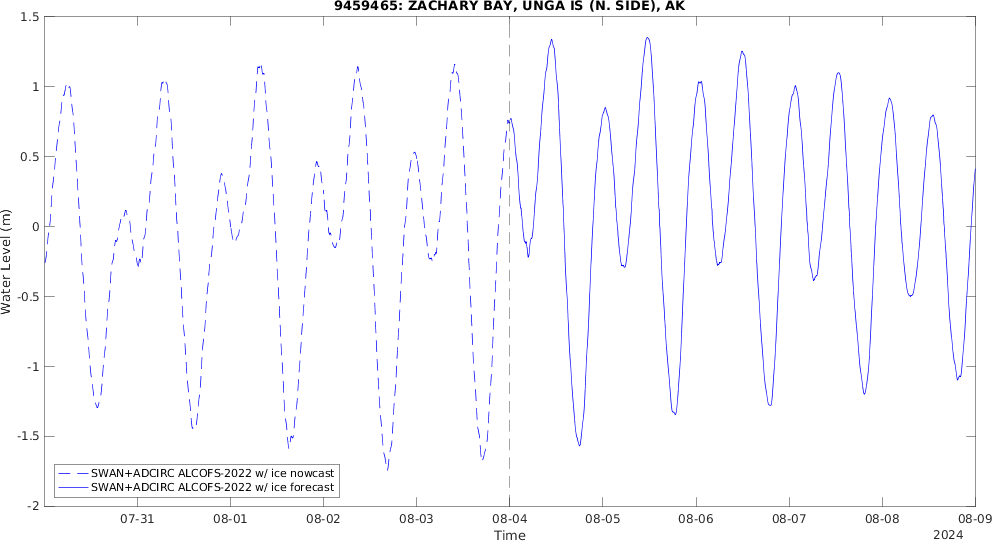 9459465: ZACHARY BAY, UNGA IS (N. SIDE), AK
1.5
1
0.5
0
-0.5
-1
-1.5
-2
Water Level (m)
SWAN+ADCIRC ALCOFS-2022 w/ ice nowcast
SWAN+ADCIRC ALCOFS-2022 w/ ice forecast
07-31 08-01 08-02 08-03 08-04 08-05 08-06 08-07 08-08 08-09
Time
2024